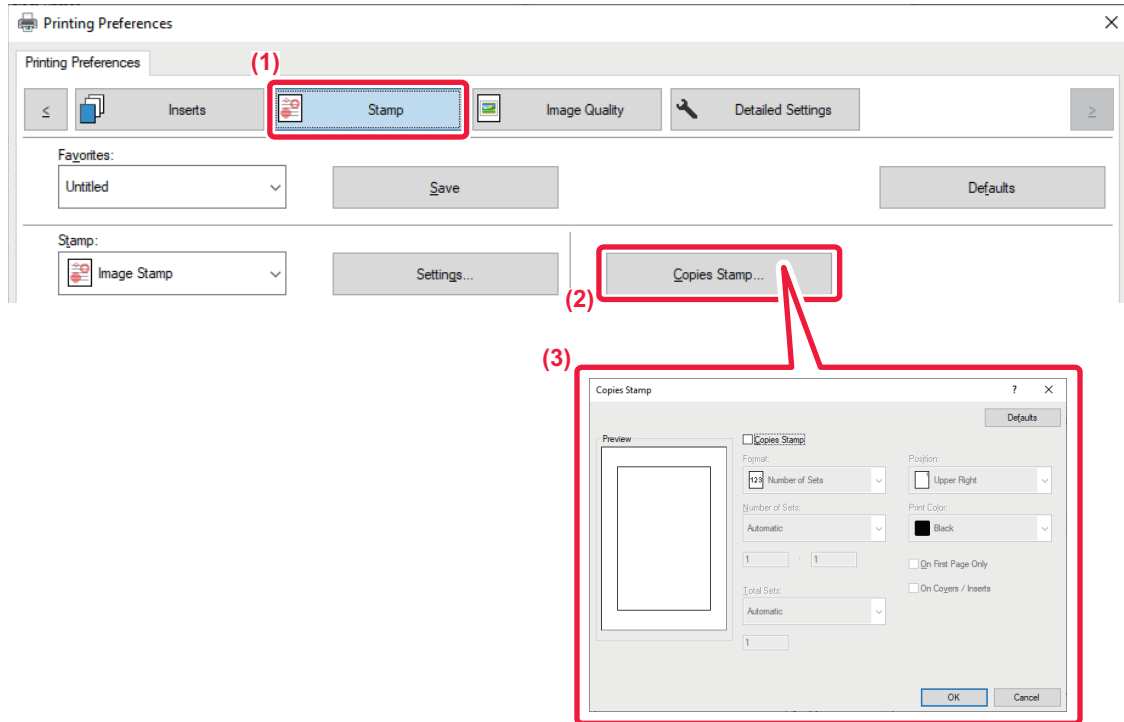 Printing Preferences
Printing Preferences
(1)
< Inserts Stamp Image Quality Detailed Settings >
Favorites:
Untitled Save Defaults
Stamp:
Image Stamp Settings... Copies Stamp...
(2)
(3)
Copies Stamp ?
Defaults
Preview Copies Stamp
Format: Position:
123 Number of Sets Upper Right
Number of Sets: Print Color:
Automatic Black
1 - 1 On First Page Only
Total Sets: On Covers / Inserts
Automatic
1
OK Cancel